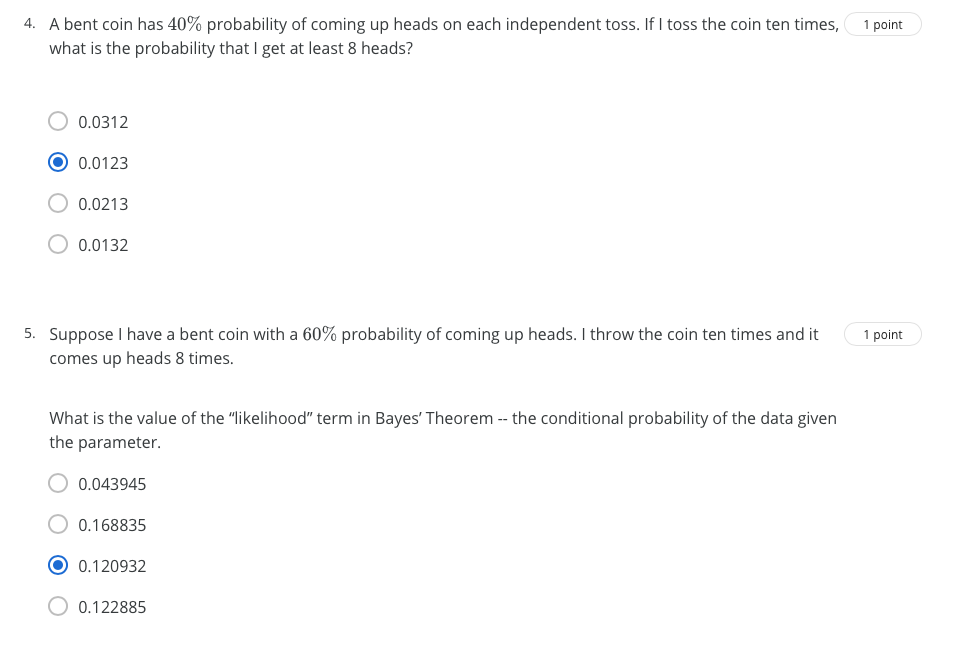 4. A bent coin has 40% probability of coming up heads on each independent toss. If I toss the coin ten times, 1 point
what is the probability that I get at least 8 heads?
0.0312
0.0123
0.0213
0.0132
5. Suppose I have a bent coin with a 60% probability of coming up heads. I throw the coin ten times and it 1 point
comes up heads 8 times.
What is the value of the “likelihood” term in Bayes’ Theorem -- the conditional probability of the data given
the parameter.
0.043945
0.168835
0.120932
0.122885